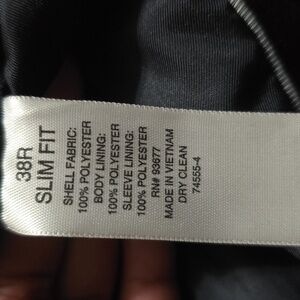 38R
SLIM FIT
SHELL FABRIC:
100% POLYESTER
BODY LINING:
100% POLYESTER
SLEEVE LINING:
100% POLYESTER
RN# 93677
MADE IN VIETNAM
DRY CLEAN
74555-4